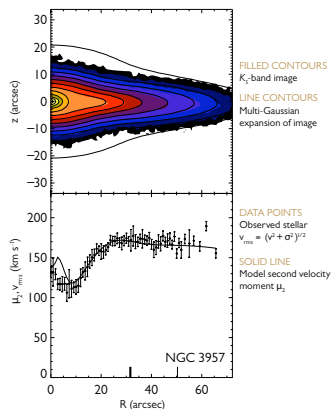 30
20
10
0
-10
-20
-30
z (arcsec)
FILLED CONTOURS
Ks-band image
LINE CONTOURS
Multi-Gaussian
expansion of image
200
150
100
50
0
μ2, vrms (km s-1)
DATA POINTS
Observed stellar
vrms = (v2 + σ2)1/2
SOLID LINE
Model second velocity
moment μ2
NGC 3957
0 20 40 60
R (arcsec)